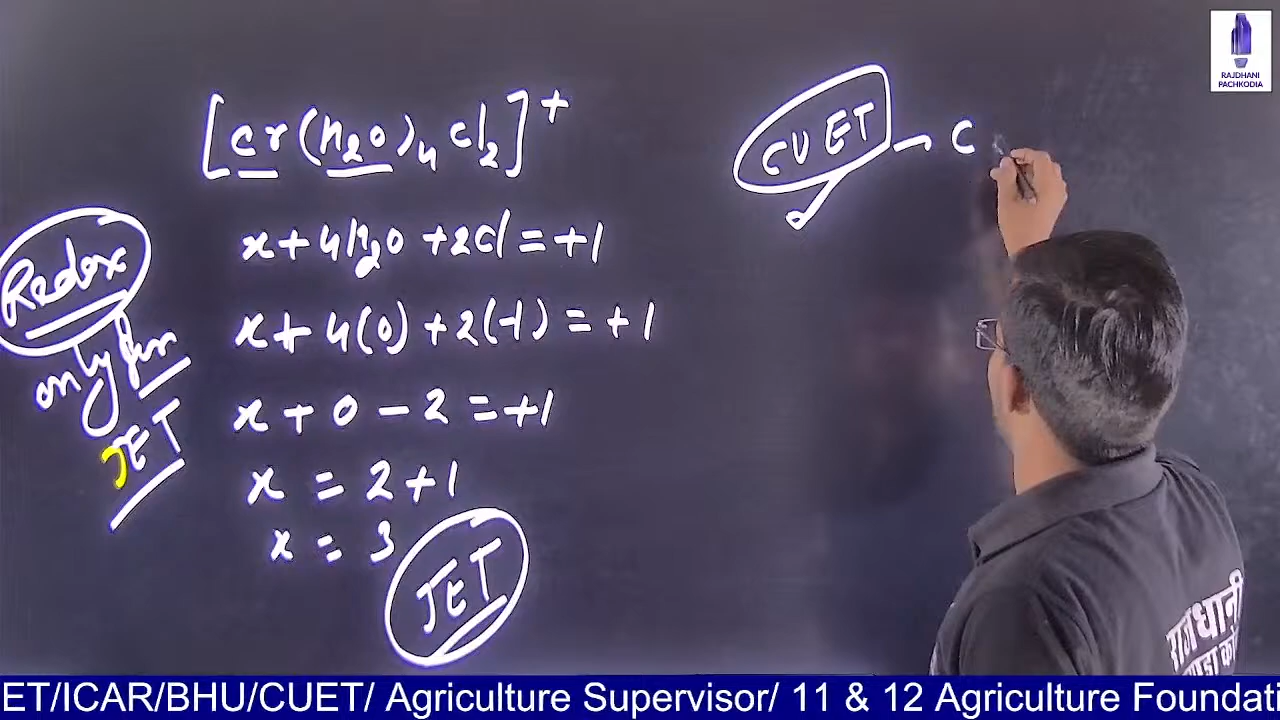 [Cr(H₂O)₄Cl₂]⁺
x+4H₂O+2Cl=+1
x+4(0)+2(-1)=+1
x+0-2=+1
x=2+1
x=3
JET
Redox
only for
JET
CUET → C
RAJDHANI
PACHKODIA
राजधानी
ET/ICAR/BHU/CUET/ Agriculture Supervisor/ 11 & 12 Agriculture Foundati